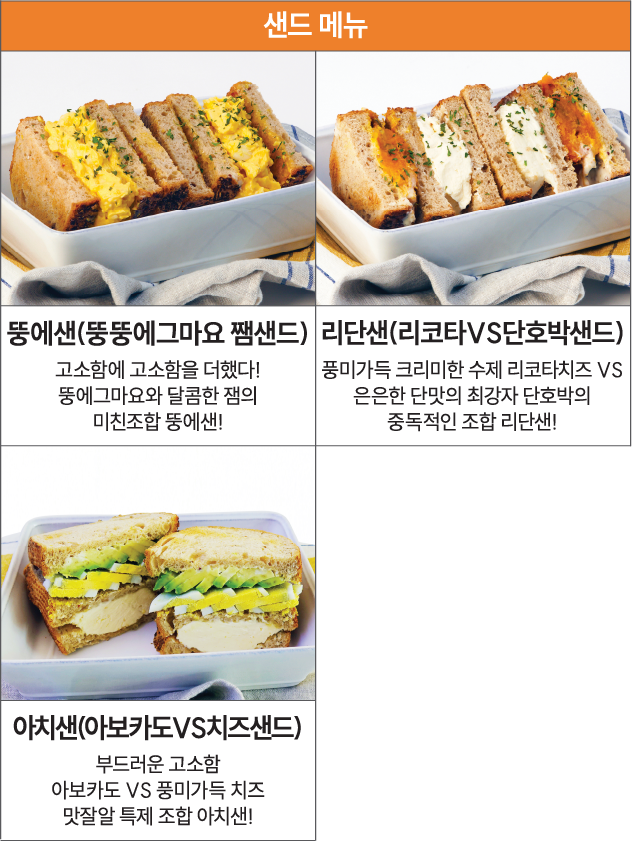 샌드 메뉴
뚱에샌(뚱뚱에그마요 쨈샌드)
고소함에 고소함을 더했다!
뚱에그마요와 달콤한 잼의
미친조합 뚱에샌!
리단샌(리코타VS단호박샌드)
풍미가득 크리미한 수제 리코타치즈 VS
은은한 단맛의 최강자 단호박의
중독적인 조합 리단샌!
아치샌(아보카도VS치즈샌드)
부드러운 고소함
아보카도 VS 풍미가득 치즈
맛잘알 특제 조합 아치샌!